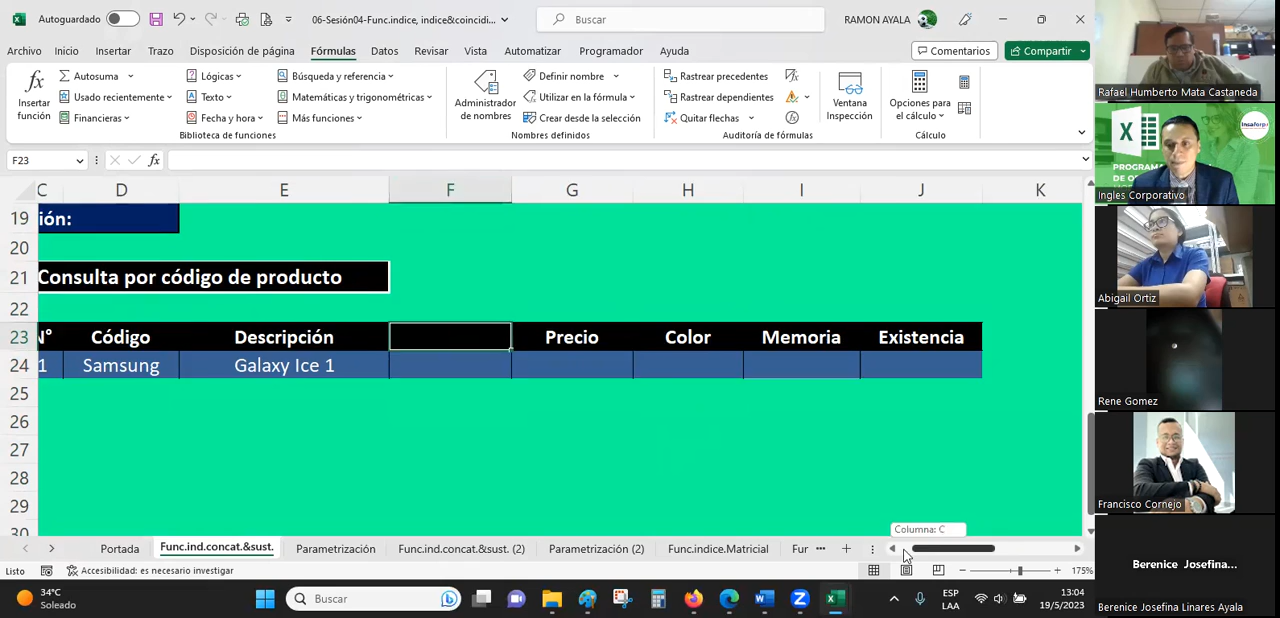 Autoguardado
06-Sesión04-Func.indice, indice&coincidi...
Buscar
RAMON AYALA
Archivo Inicio Insertar Trazo Disposición de página Fórmulas Datos Revisar Vista Automatizar Programador Ayuda
Comentarios Compartir
Insertar función
Autosuma
Usado recientemente
Financieras
Lógicas
Texto
Fecha y hora
Búsqueda y referencia
Matemáticas y trigonométricas
Más funciones
Biblioteca de funciones
Administrador de nombres
Definir nombre
Utilizar en la fórmula
Crear desde la selección
Nombres definidos
Rastrear precedentes
Rastrear dependientes
Quitar flechas
Auditoría de fórmulas
Ventana Inspección
Opciones para el cálculo
Cálculo
F23
fx
C D E F G H I J K
19 ión:
20
21 Consulta por código de producto
22
23 N° Código Descripción Precio Color Memoria Existencia
24 1 Samsung Galaxy Ice 1
25
26
27
28
29
30
Columna: C
Portada Func.ind.concat.&sust. Parametrización Func.ind.concat.&sust. (2) Parametrización (2) Func.indice.Matricial Fur ...
Listo
Accesibilidad: es necesario investigar
175%
34°C
Soleado
Buscar
ESP
LAA
13:04
19/5/2023
Rafael Humberto Mata Castaneda
PROGRAMA
DE O
Insaforp
Ingles Corporativo
Abigail Ortiz
Rene Gomez
Francisco Cornejo
Berenice Josefina...
Berenice Josefina Linares Ayala